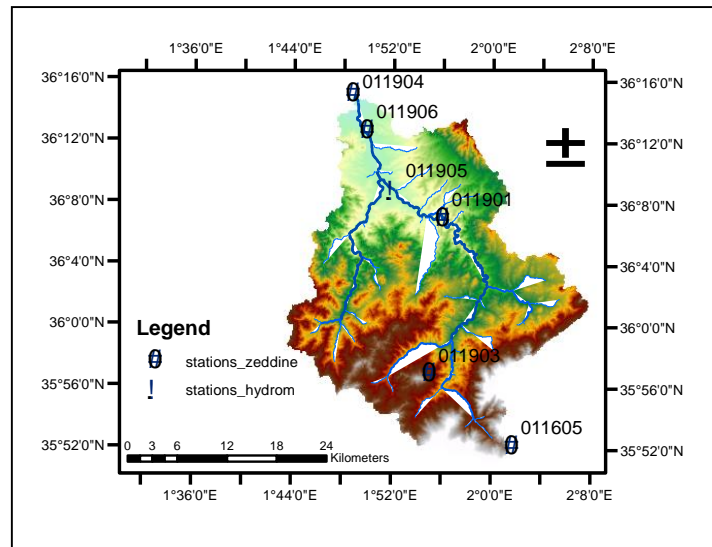 1°36'0"E 1°44'0"E 1°52'0"E 2°0'0"E 2°8'0"E
36°16'0"N 36°16'0"N
011904
011906
36°12'0"N 36°12'0"N
011905
36°8'0"N 36°8'0"N
011901
36°4'0"N 36°4'0"N
36°0'0"N 36°0'0"N
Legend
011903
stations_zeddine
35°56'0"N 35°56'0"N
! stations_hydrom
011605
35°52'0"N 35°52'0"N
0 3 6 12 18 24
Kilometers
1°36'0"E 1°44'0"E 1°52'0"E 2°0'0"E 2°8'0"E